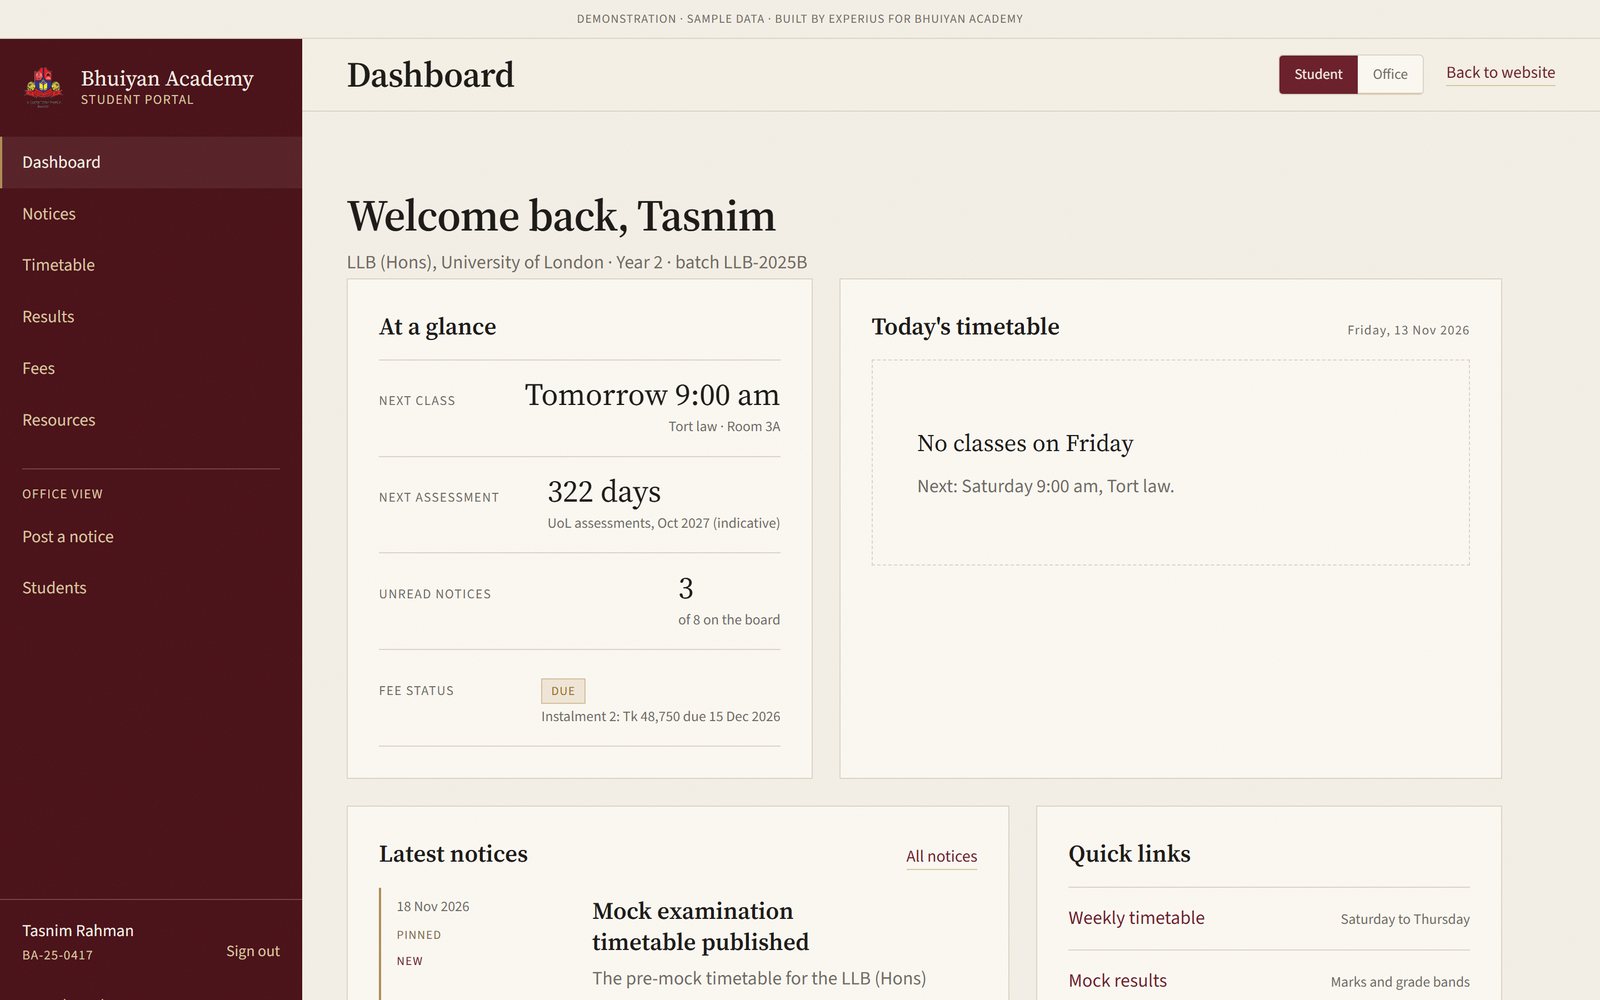 DEMONSTRATION · SAMPLE DATA · BUILT BY EXPERIUS FOR BHUIYAN ACADEMY
Bhuiyan Academy
STUDENT PORTAL
Dashboard
Notices
Timetable
Results
Fees
Resources
OFFICE VIEW
Post a notice
Students
Tasnim Rahman
BA-25-0417
Sign out
Dashboard
Student
Office
Back to website
Welcome back, Tasnim
LLB (Hons), University of London · Year 2 · batch LLB-2025B
At a glance
NEXT CLASS
Tomorrow 9:00 am
Tort law · Room 3A
NEXT ASSESSMENT
322 days
UoL assessments, Oct 2027 (indicative)
UNREAD NOTICES
3
of 8 on the board
FEE STATUS
DUE
Instalment 2: Tk 48,750 due 15 Dec 2026
Today's timetable
Friday, 13 Nov 2026
No classes on Friday
Next: Saturday 9:00 am, Tort law.
Latest notices
All notices
18 Nov 2026
PINNED
NEW
Mock examination
timetable published
The pre-mock timetable for the LLB (Hons)
Quick links
Weekly timetable
Saturday to Thursday
Mock results
Marks and grade bands